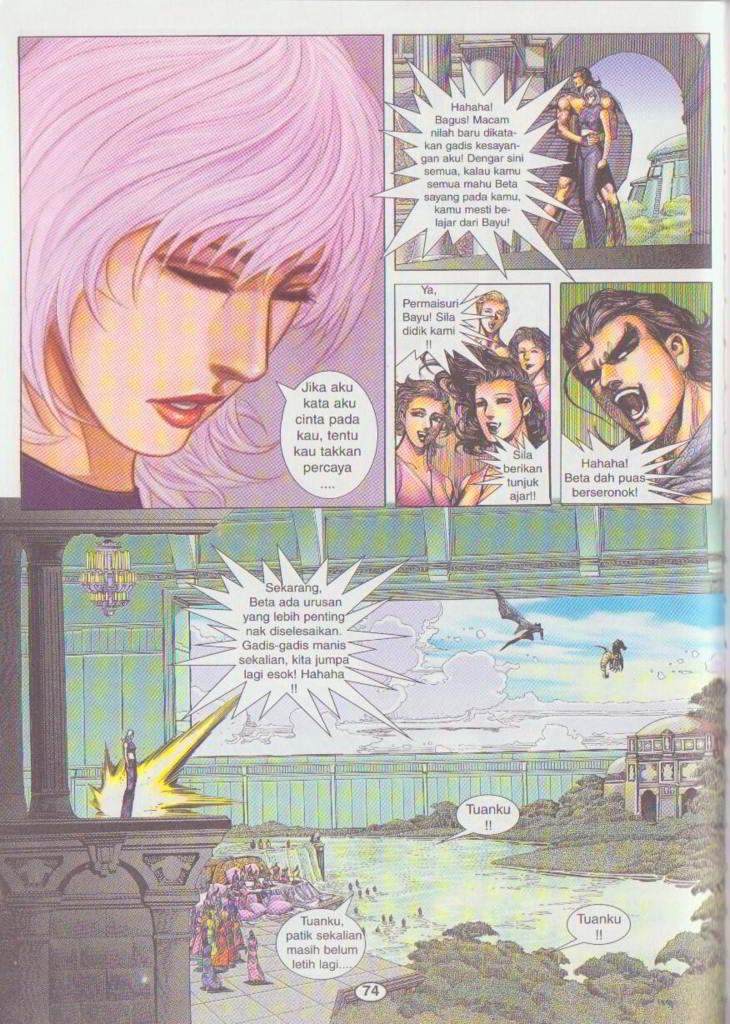 Jika aku
kata aku
cinta pada
kau, tentu
kau takkan
percaya
....
Hahaha!
Bagus! Macam
nilah baru dikata-
kan gadis kesayan-
gan aku! Dengar sini
semua, kalau kamu
semua mahu Beta
sayang pada kamu,
kamu mesti be-
lajar dari Bayu!
Ya,
Permaisuri
Bayu! Sila
didik kami
!!
Sila
berikan
tunjuk
ajar!!
Hahaha!
Beta dah puas
berseronok!
Sekarang,
Beta ada urusan
yang lebih penting
nak diselesaikan.
Gadis-gadis manis
sekalian, kita jumpa
lagi esok! Hahaha
!!
Tuanku
!!
Tuanku,
patik sekalian
masih belum
letih lagi....
Tuanku
!!
74